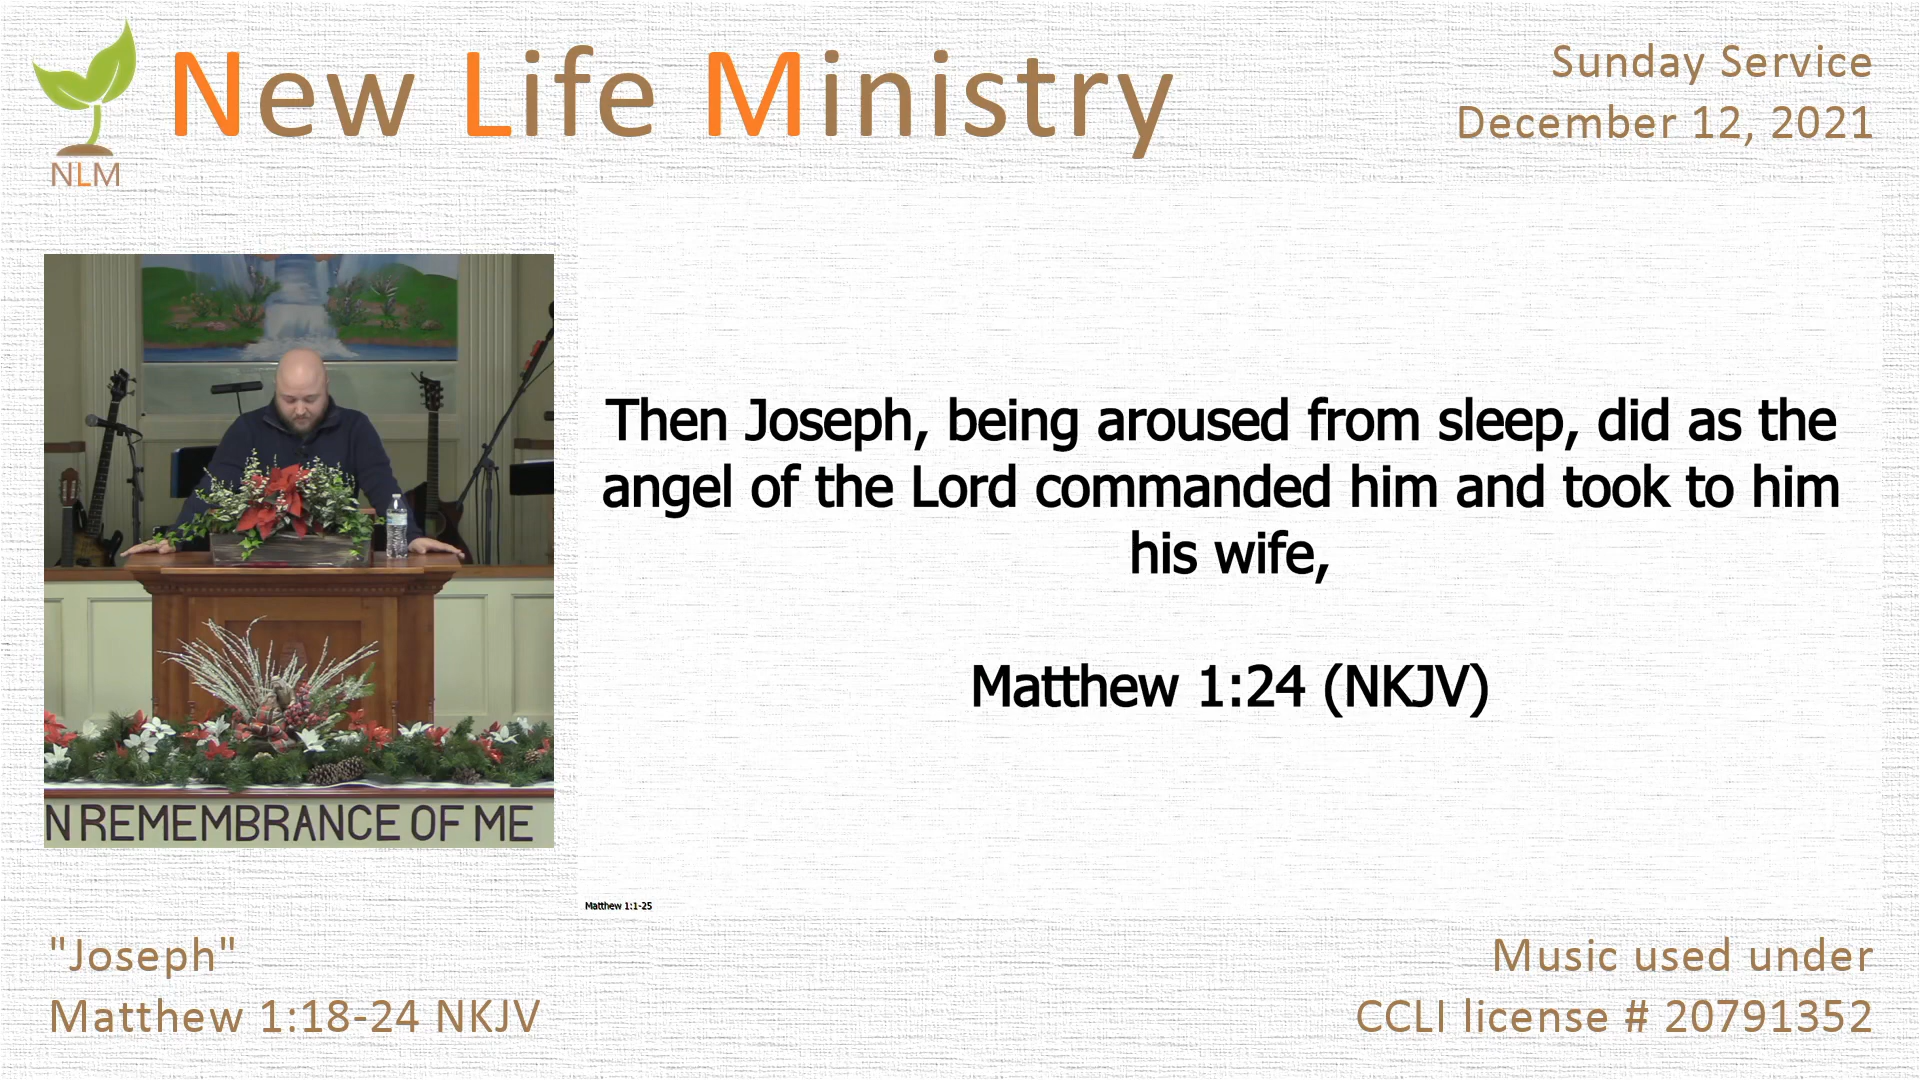 New Life Ministry
NLM
Sunday Service
December 12, 2021
Then Joseph, being aroused from sleep, did as the
angel of the Lord commanded him and took to him
his wife,
Matthew 1:24 (NKJV)
N REMEMBRANCE OF ME
Matthew 1:1-25
"Joseph"
Matthew 1:18-24 NKJV
Music used under
CCLI license # 20791352